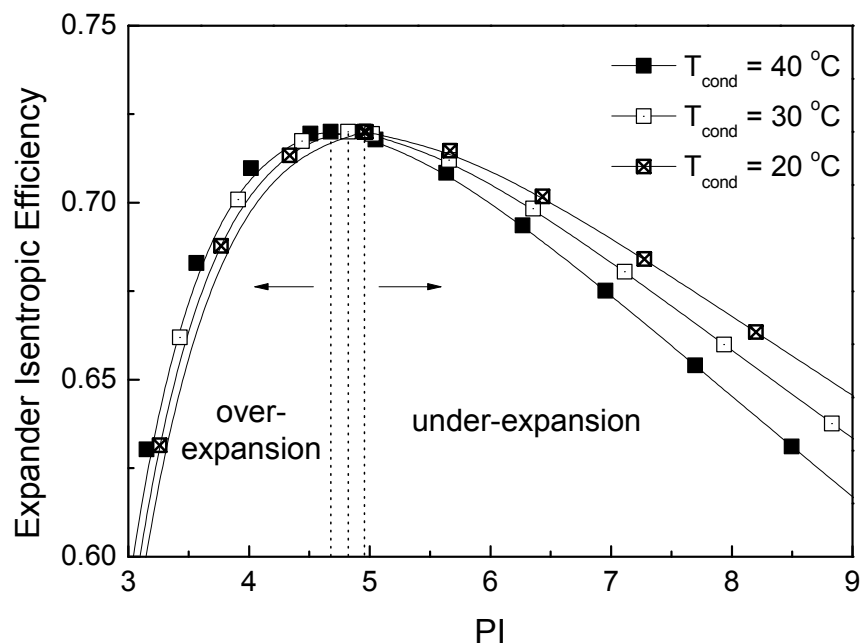 0.75
0.70
0.65
0.60
Expander Isentropic Efficiency
T_cond = 40 °C
T_cond = 30 °C
T_cond = 20 °C
over-
expansion
under-expansion
3 4 5 6 7 8 9
PI